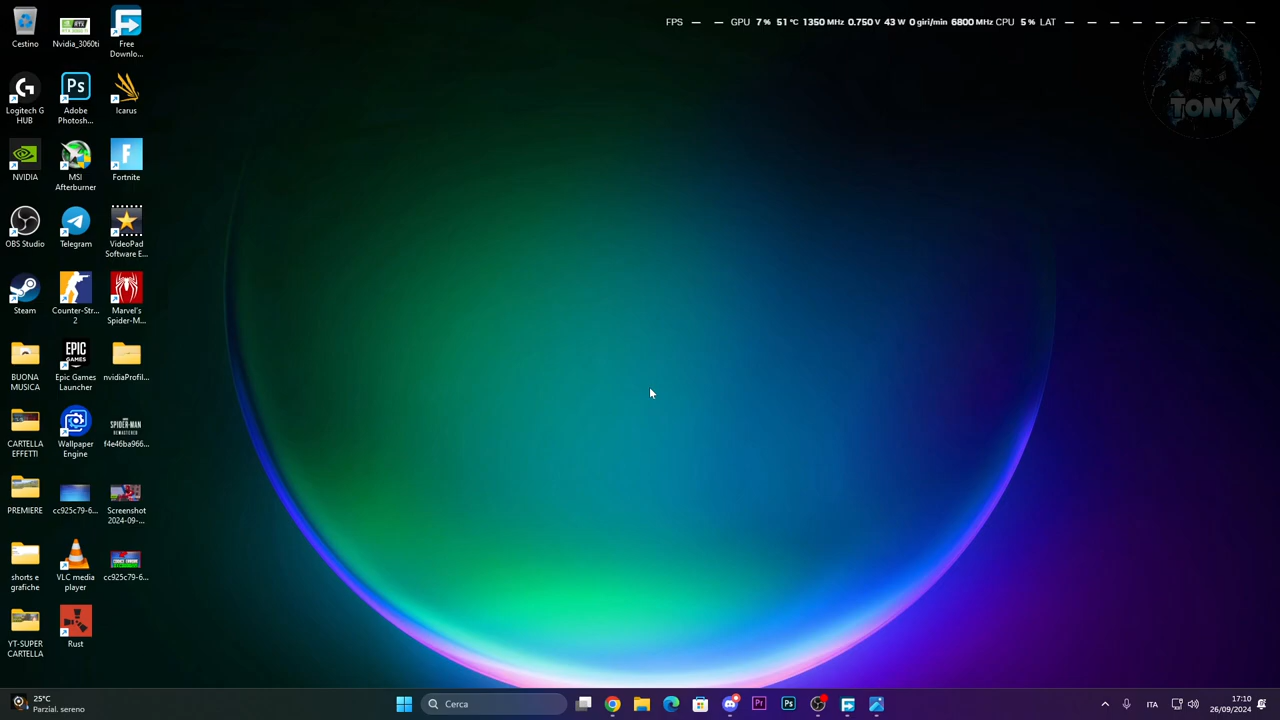 FPS — — GPU 7 % 51 °C 1350 MHz 0.750 V 43 W 0 giri/min 6800 MHz CPU 5 % LAT — — — — — — — —
TONY
Cestino
Nvidia_3060ti
Free
Downlo...
Logitech G
HUB
Adobe
Photosh...
Icarus
NVIDIA
MSI
Afterburner
Fortnite
OBS Studio
Telegram
VideoPad
Software E...
Steam
Counter-Str...
2
Marvel's
Spider-M...
BUONA
MUSICA
EPIC
GAMES
Epic Games
Launcher
nvidiaProfil...
CARTELLA
EFFETTI
Wallpaper
Engine
SPIDER-MAN
f4e46ba966...
PREMIERE
cc925c79-6...
Screenshot
2024-09-...
shorts e
grafiche
VLC media
player
cc925c79-6...
YT-SUPER
CARTELLA
Rust
25°C
Parzial. sereno
Cerca
Pr
Ps
ITA
17:10
26/09/2024